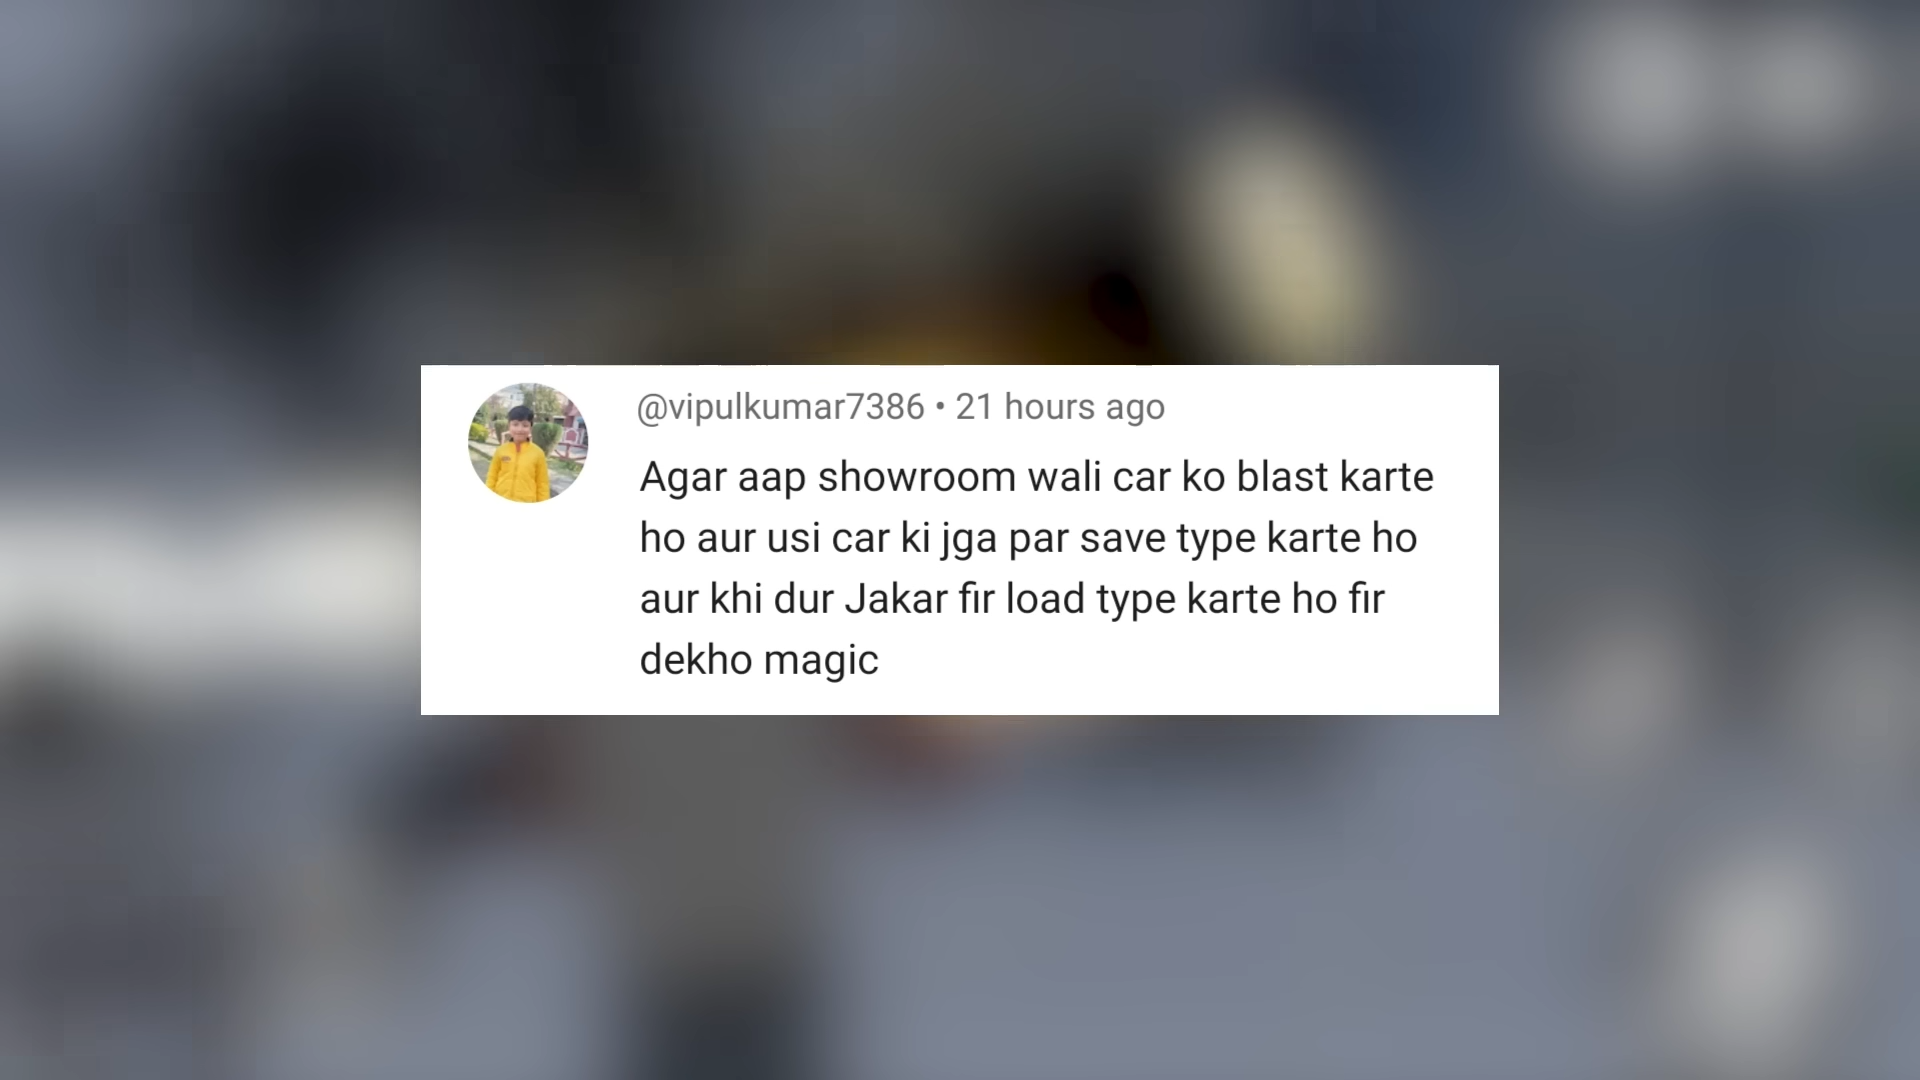 @vipulkumar7386 • 21 hours ago
Agar aap showroom wali car ko blast karte
ho aur usi car ki jga par save type karte ho
aur khi dur Jakar fir load type karte ho fir
dekho magic